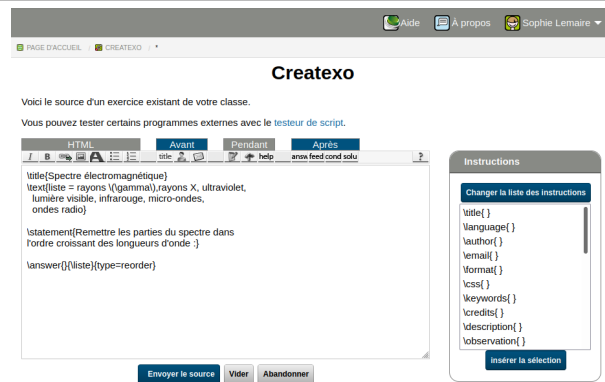 Aide À propos Sophie Lemaire
PAGE D'ACCUEIL CREATEXO *
Createxo
Voici le source d'un exercice existant de votre classe.
Vous pouvez tester certains programmes externes avec le testeur de script.
HTML Avant Pendant Après
I B A title help answ feed cond solu ?
\title{Spectre électromagnétique}
\text{liste = rayons \(\gamma\),rayons X, ultraviolet,
lumière visible, infrarouge, micro-ondes,
ondes radio}
\statement{Remettre les parties du spectre dans
l'ordre croissant des longueurs d'onde :}
\answer{}{\liste}{type=reorder}
Envoyer le source Vider Abandonner
Instructions
Changer la liste des instructions
\title{ }
\language{ }
\author{ }
\email{ }
\format{ }
\css{ }
\keywords{ }
\credits{ }
\description{ }
\observation{ }
insérer la sélection